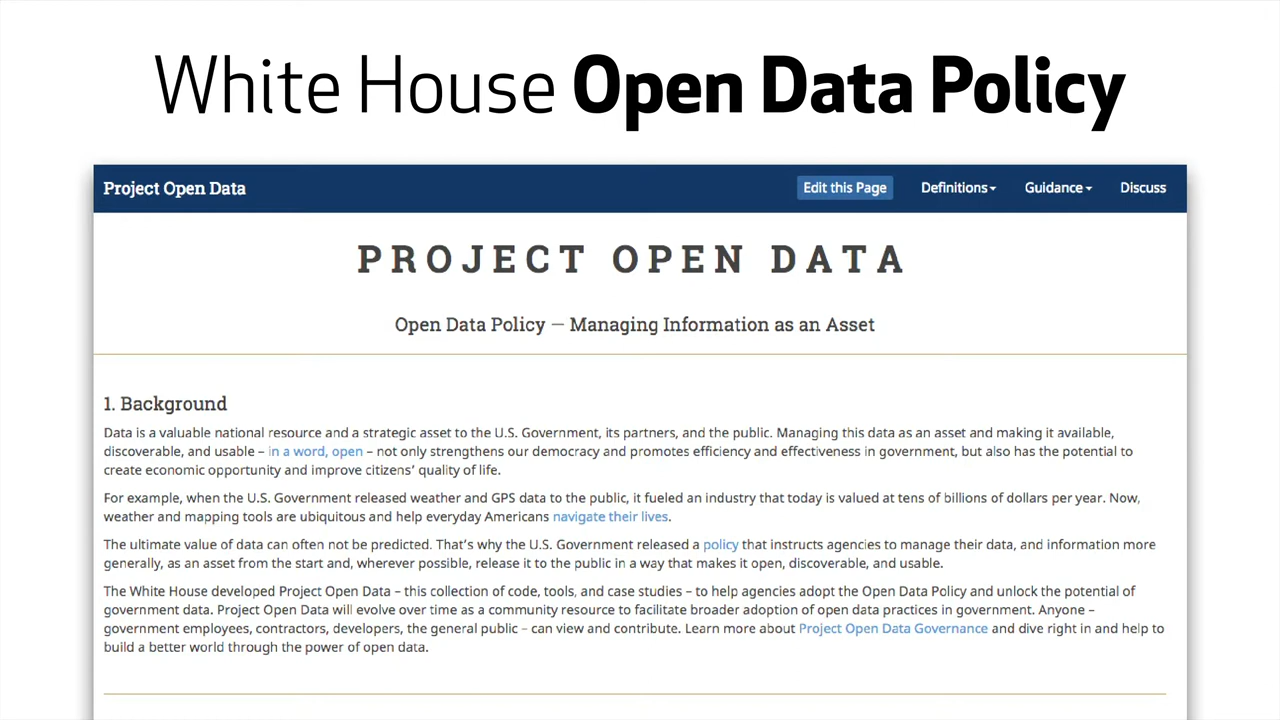 White House Open Data Policy
Project Open Data Edit this Page Definitions Guidance Discuss
PROJECT OPEN DATA
Open Data Policy — Managing Information as an Asset
1. Background
Data is a valuable national resource and a strategic asset to the U.S. Government, its partners, and the public. Managing this data as an asset and making it available,
discoverable, and usable – in a word, open – not only strengthens our democracy and promotes efficiency and effectiveness in government, but also has the potential to
create economic opportunity and improve citizens’ quality of life.
For example, when the U.S. Government released weather and GPS data to the public, it fueled an industry that today is valued at tens of billions of dollars per year. Now,
weather and mapping tools are ubiquitous and help everyday Americans navigate their lives.
The ultimate value of data can often not be predicted. That’s why the U.S. Government released a policy that instructs agencies to manage their data, and information more
generally, as an asset from the start and, wherever possible, release it to the public in a way that makes it open, discoverable, and usable.
The White House developed Project Open Data – this collection of code, tools, and case studies – to help agencies adopt the Open Data Policy and unlock the potential of
government data. Project Open Data will evolve over time as a community resource to facilitate broader adoption of open data practices in government. Anyone –
government employees, contractors, developers, the general public – can view and contribute. Learn more about Project Open Data Governance and dive right in and help to
build a better world through the power of open data.